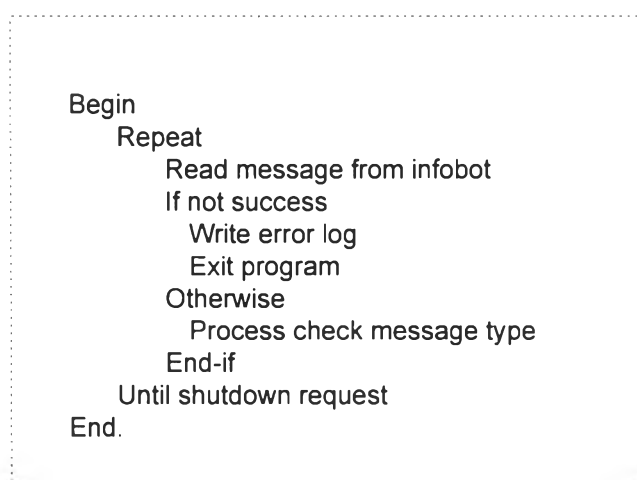 Begin
Repeat
Read message from infobot
If not success
Write error log
Exit program
Otherwise
Process check message type
End-if
Until shutdown request
End.